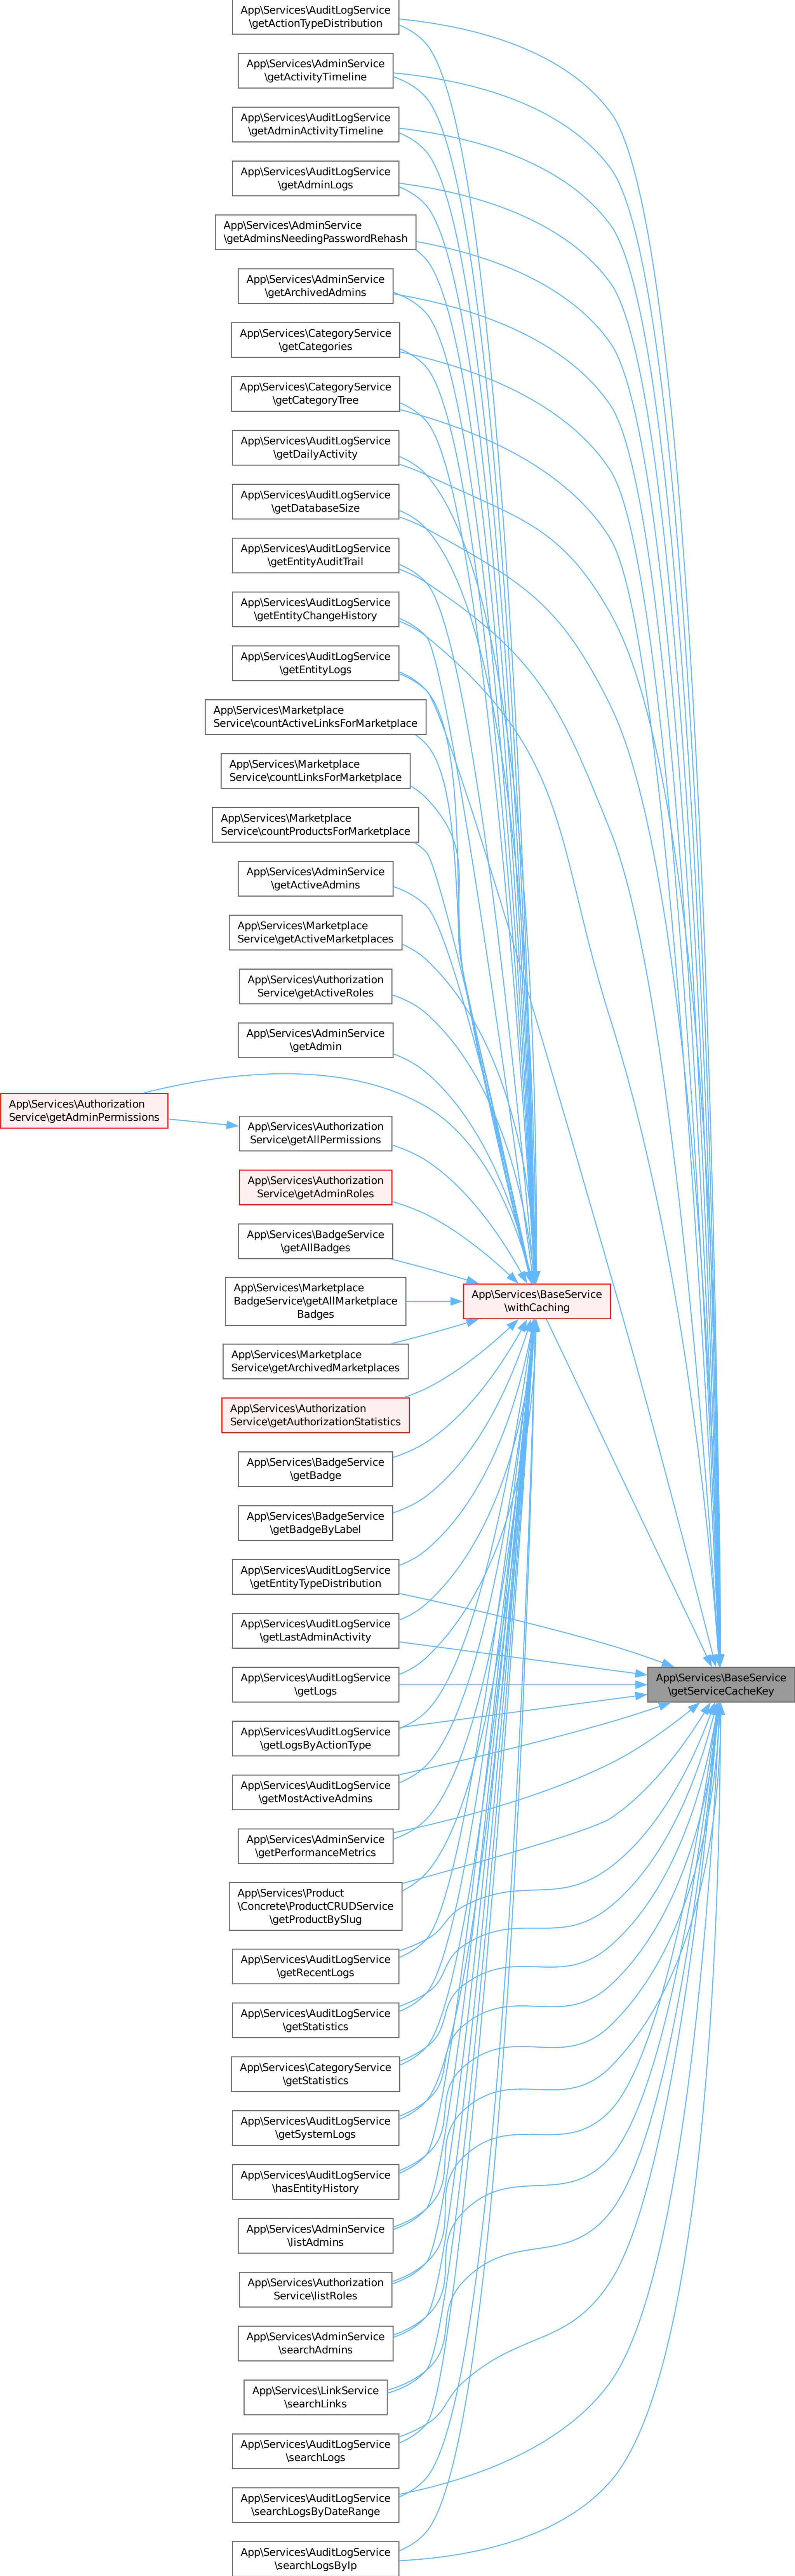 App\Services\AuditLogService
\getActionTypeDistribution
App\Services\AdminService
\getActivityTimeline
App\Services\AuditLogService
\getAdminActivityTimeline
App\Services\AuditLogService
\getAdminLogs
App\Services\AdminService
\getAdminsNeedingPasswordRehash
App\Services\AdminService
\getArchivedAdmins
App\Services\CategoryService
\getCategories
App\Services\CategoryService
\getCategoryTree
App\Services\AuditLogService
\getDailyActivity
App\Services\AuditLogService
\getDatabaseSize
App\Services\AuditLogService
\getEntityAuditTrail
App\Services\AuditLogService
\getEntityChangeHistory
App\Services\AuditLogService
\getEntityLogs
App\Services\Marketplace
Service\countActiveLinksForMarketplace
App\Services\Marketplace
Service\countLinksForMarketplace
App\Services\Marketplace
Service\countProductsForMarketplace
App\Services\AdminService
\getActiveAdmins
App\Services\Marketplace
Service\getActiveMarketplaces
App\Services\Authorization
Service\getActiveRoles
App\Services\AdminService
\getAdmin
App\Services\Authorization
Service\getAdminPermissions
App\Services\Authorization
Service\getAllPermissions
App\Services\Authorization
Service\getAdminRoles
App\Services\BadgeService
\getAllBadges
App\Services\Marketplace
BadgeService\getAllMarketplace
Badges
App\Services\BaseService
\withCaching
App\Services\Marketplace
Service\getArchivedMarketplaces
App\Services\Authorization
Service\getAuthorizationStatistics
App\Services\BadgeService
\getBadge
App\Services\BadgeService
\getBadgeByLabel
App\Services\AuditLogService
\getEntityTypeDistribution
App\Services\AuditLogService
\getLastAdminActivity
App\Services\AuditLogService
\getLogs
App\Services\BaseService
\getServiceCacheKey
App\Services\AuditLogService
\getLogsByActionType
App\Services\AuditLogService
\getMostActiveAdmins
App\Services\AdminService
\getPerformanceMetrics
App\Services\Product
\Concrete\ProductCRUDService
\getProductBySlug
App\Services\AuditLogService
\getRecentLogs
App\Services\AuditLogService
\getStatistics
App\Services\CategoryService
\getStatistics
App\Services\AuditLogService
\getSystemLogs
App\Services\AuditLogService
\hasEntityHistory
App\Services\AdminService
\listAdmins
App\Services\Authorization
Service\listRoles
App\Services\AdminService
\searchAdmins
App\Services\LinkService
\searchLinks
App\Services\AuditLogService
\searchLogs
App\Services\AuditLogService
\searchLogsByDateRange
App\Services\AuditLogService
\searchLogsByIp